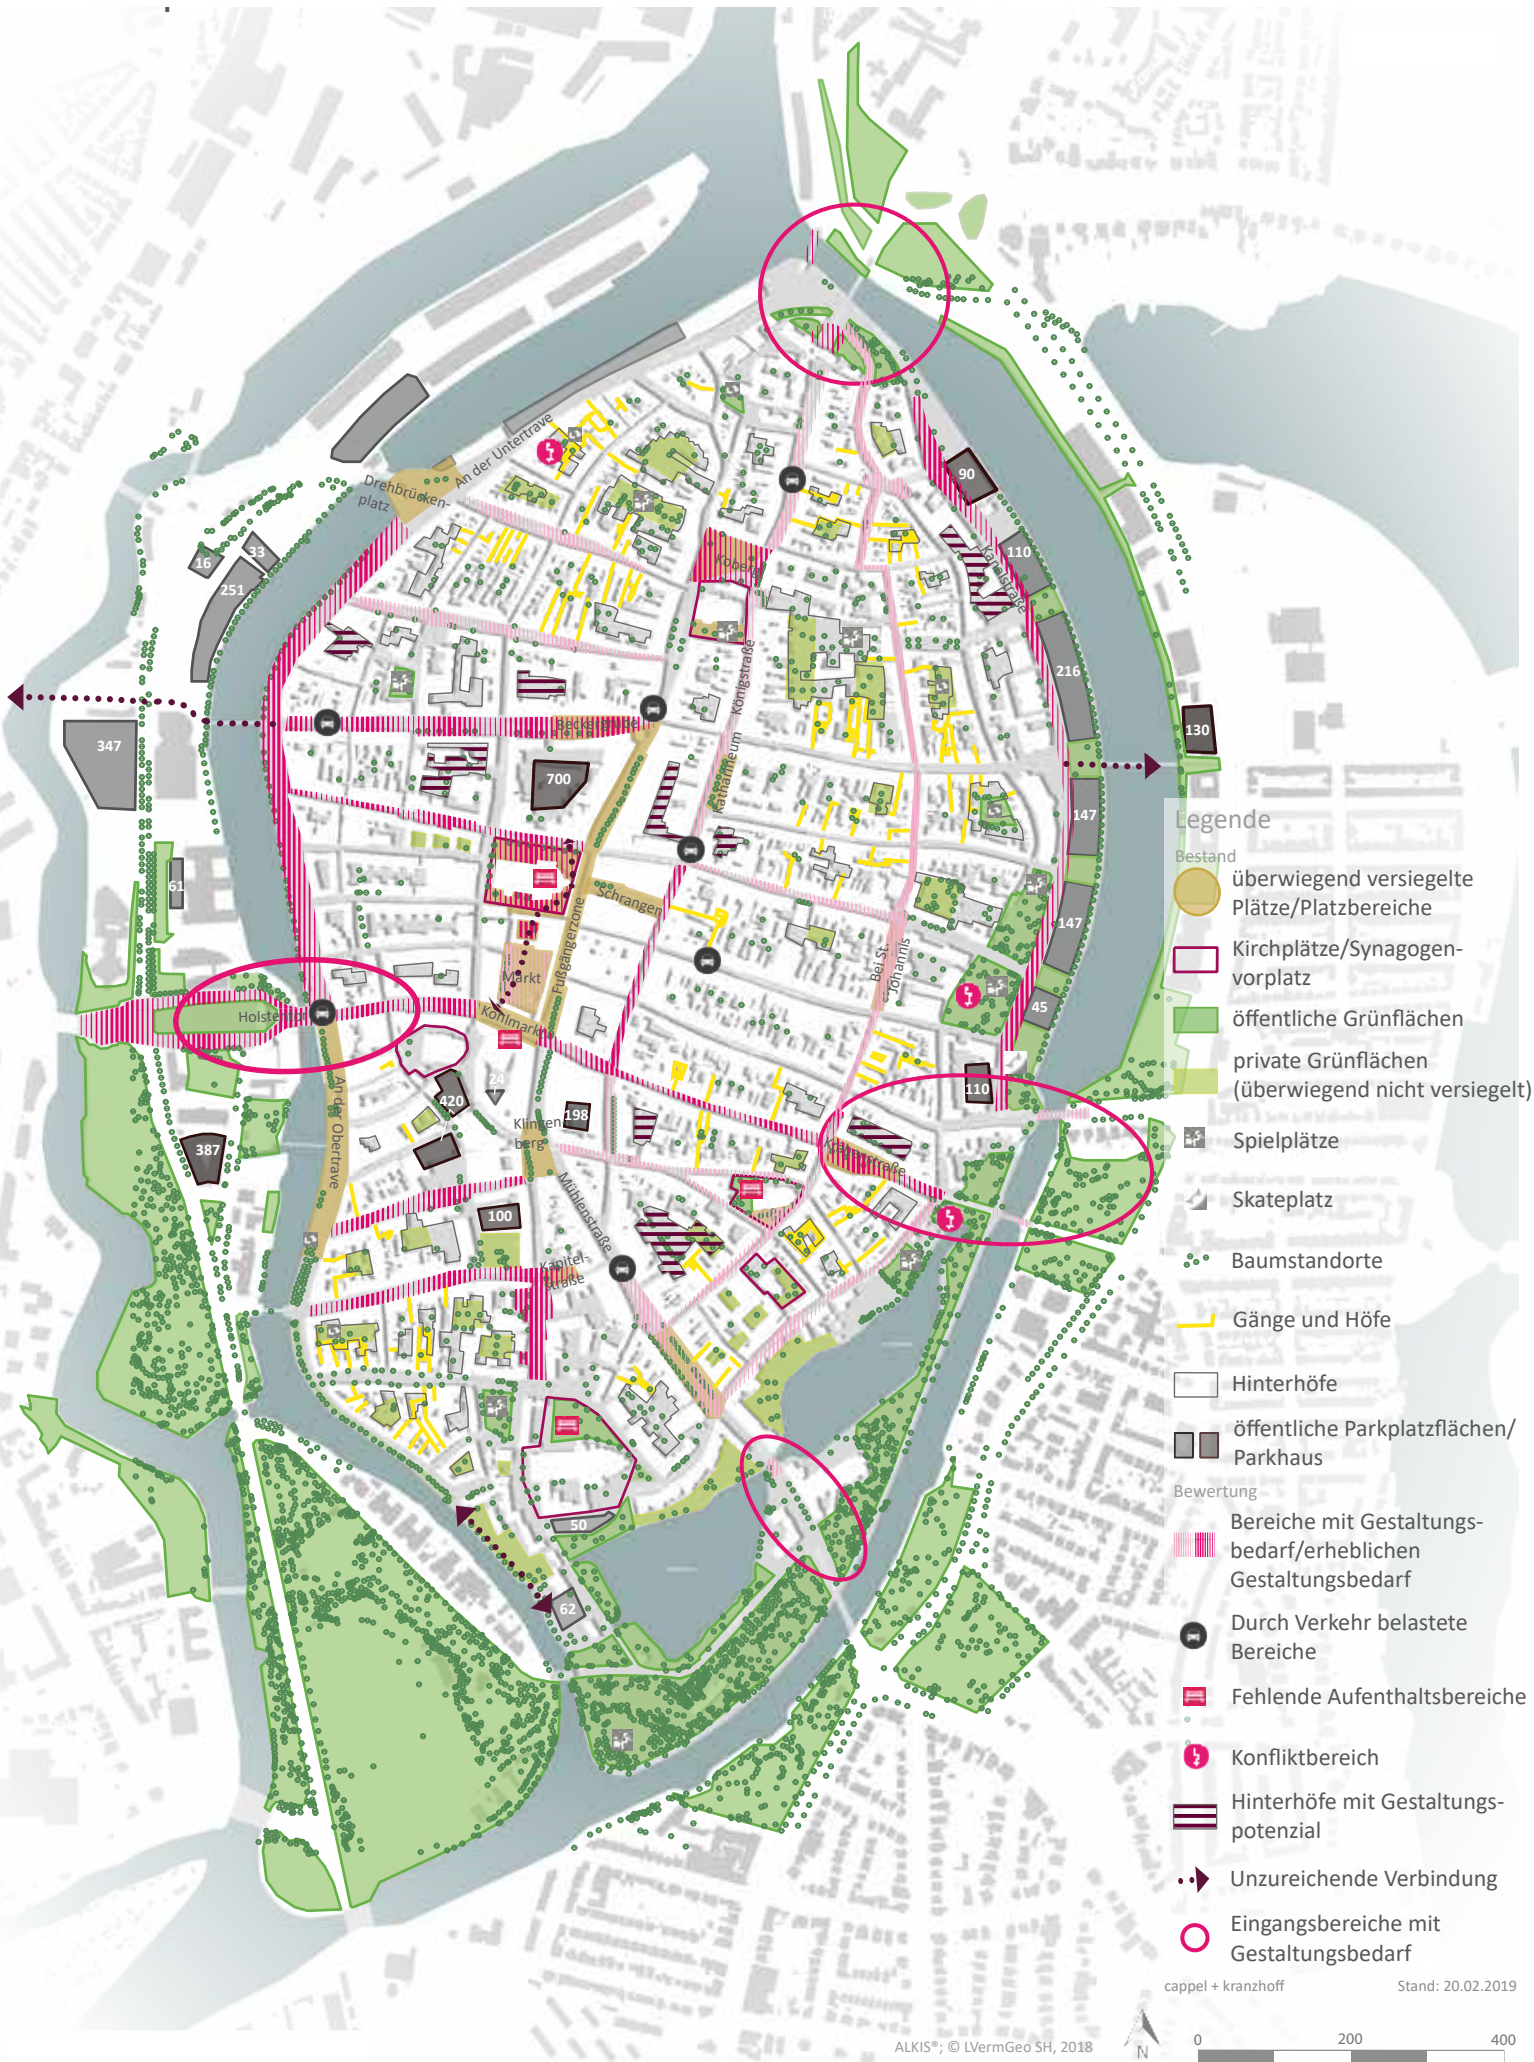 An der Untertrave
Drehbrücken-
platz
90
Koberg
110
Kanalstraße
33
16
251
216
Königstraße
130
347
Beckergrube
700
Katharineum
147
61
Schrangen
147
Fußgängerzone
Bei St.
Johannis
Markt
45
Holstentor
Kohlmarkt
24
110
420
198
An der Obertrave
Klingen-
berg
387
Krähenstraße
Mühlenstraße
100
Kapitel-
straße
50
62
Legende
Bestand
überwiegend versiegelte
Plätze/Platzbereiche
Kirchplätze/Synagogen-
vorplatz
öffentliche Grünflächen
private Grünflächen
(überwiegend nicht versiegelt)
Spielplätze
Skateplatz
Baumstandorte
Gänge und Höfe
Hinterhöfe
öffentliche Parkplatzflächen/
Parkhaus
Bewertung
Bereiche mit Gestaltungs-
bedarf/erheblichen
Gestaltungsbedarf
Durch Verkehr belastete
Bereiche
Fehlende Aufenthaltsbereiche
Konfliktbereich
Hinterhöfe mit Gestaltungs-
potenzial
Unzureichende Verbindung
Eingangsbereiche mit
Gestaltungsbedarf
cappel + kranzhoff Stand: 20.02.2019
ALKIS®; © LVermGeo SH, 2018
N
0 200 400